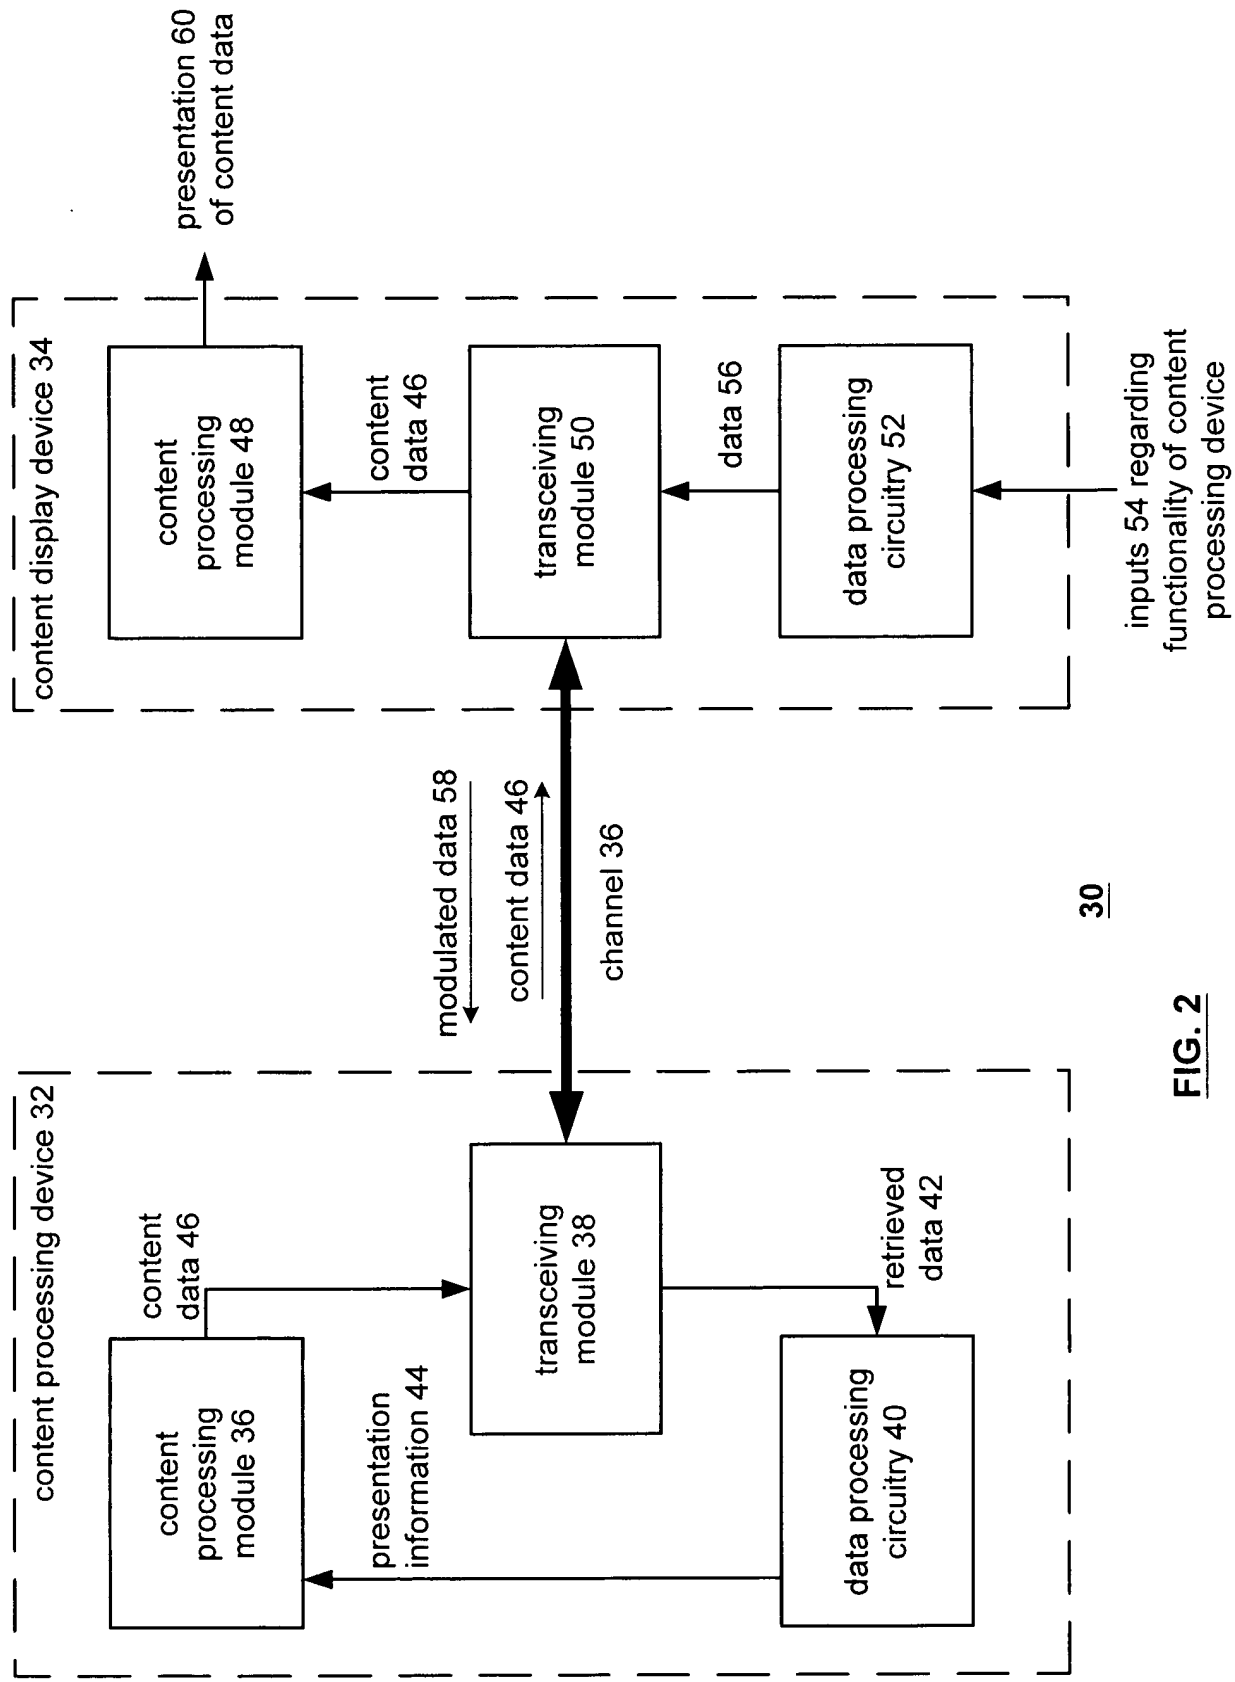 content processing device 32
content
processing
module 36
content
data 46
presentation
information 44
transceiving
module 38
retrieved
data 42
data processing
circuitry 40
modulated data 58
content data 46
channel 36
content display device 34
content
processing
module 48
presentation 60
of content data
content
data 46
transceiving
module 50
data 56
data processing
circuitry 52
inputs 54 regarding
functionality of content
processing device
30
FIG. 2